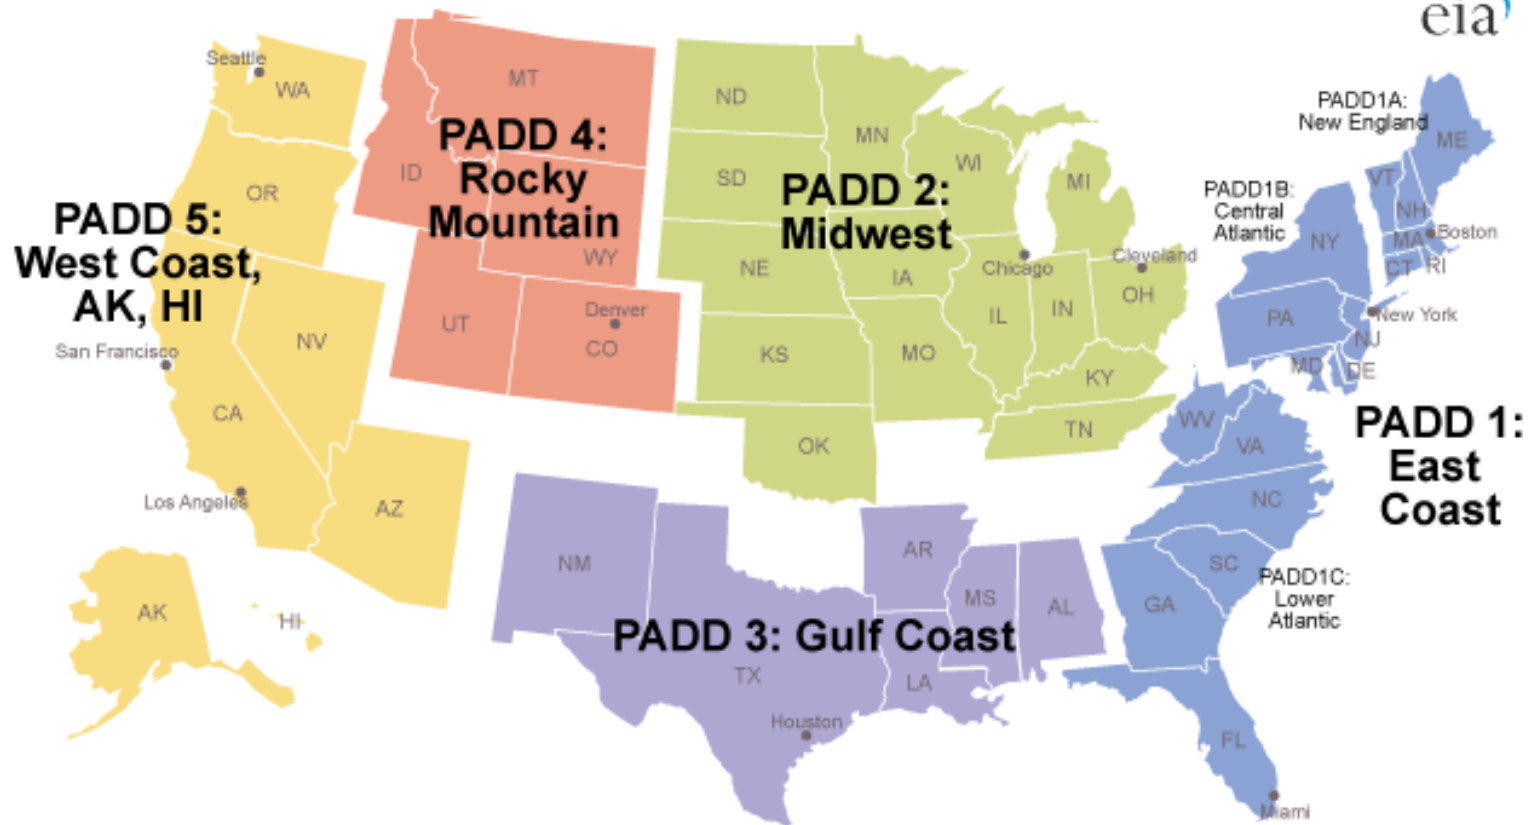 eia
Seattle
WA
OR
PADD 5:
West Coast,
AK, HI
San Francisco
NV
CA
Los Angeles
AZ
AK
HI
MT
PADD 4:
Rocky
Mountain
ID
WY
UT
Denver
CO
ND
MN
SD
WI
MI
PADD 2:
Midwest
NE
IA
Chicago
Cleveland
IL
IN
OH
KS
MO
KY
OK
TN
NM
AR
MS
AL
PADD 3: Gulf Coast
TX
LA
Houston
PADD1A:
New England
ME
VT
NH
PADD1B:
Central
Atlantic
NY
MA
Boston
CT
RI
PA
New York
NJ
MD
DE
PADD 1:
East
Coast
WV
VA
NC
SC
PADD1C:
Lower
Atlantic
GA
FL
Miami